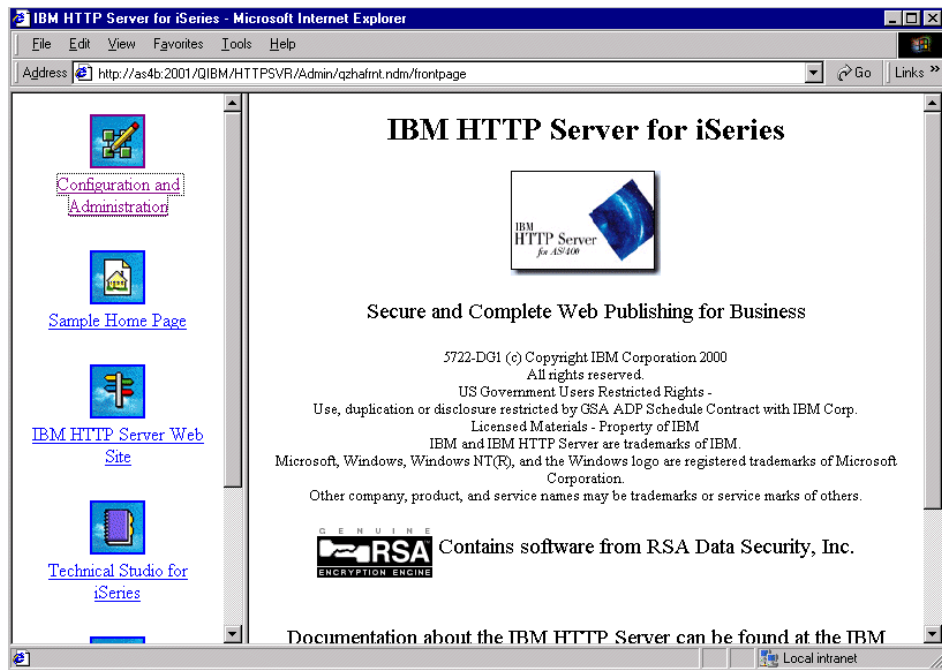 IBM HTTP Server for iSeries - Microsoft Internet Explorer
File Edit View Favorites Tools Help
Address http://as4b:2001/QIBM/HTTPSVR/Admin/qzhafrnt.ndm/frontpage Go Links »
Configuration and
Administration
Sample Home Page
IBM HTTP Server Web
Site
Technical Studio for
iSeries
IBM HTTP Server for iSeries
IBM
HTTP Server
for AS/400
Secure and Complete Web Publishing for Business
5722-DG1 (c) Copyright IBM Corporation 2000
All rights reserved.
US Government Users Restricted Rights -
Use, duplication or disclosure restricted by GSA ADP Schedule Contract with IBM Corp.
Licensed Materials - Property of IBM
IBM and IBM HTTP Server are trademarks of IBM.
Microsoft, Windows, Windows NT(R), and the Windows logo are registered trademarks of Microsoft
Corporation.
Other company, product, and service names may be trademarks or service marks of others.
GENUINE
RSA
ENCRYPTION ENGINE
Contains software from RSA Data Security, Inc.
Documentation about the IBM HTTP Server can be found at the IBM
Local intranet